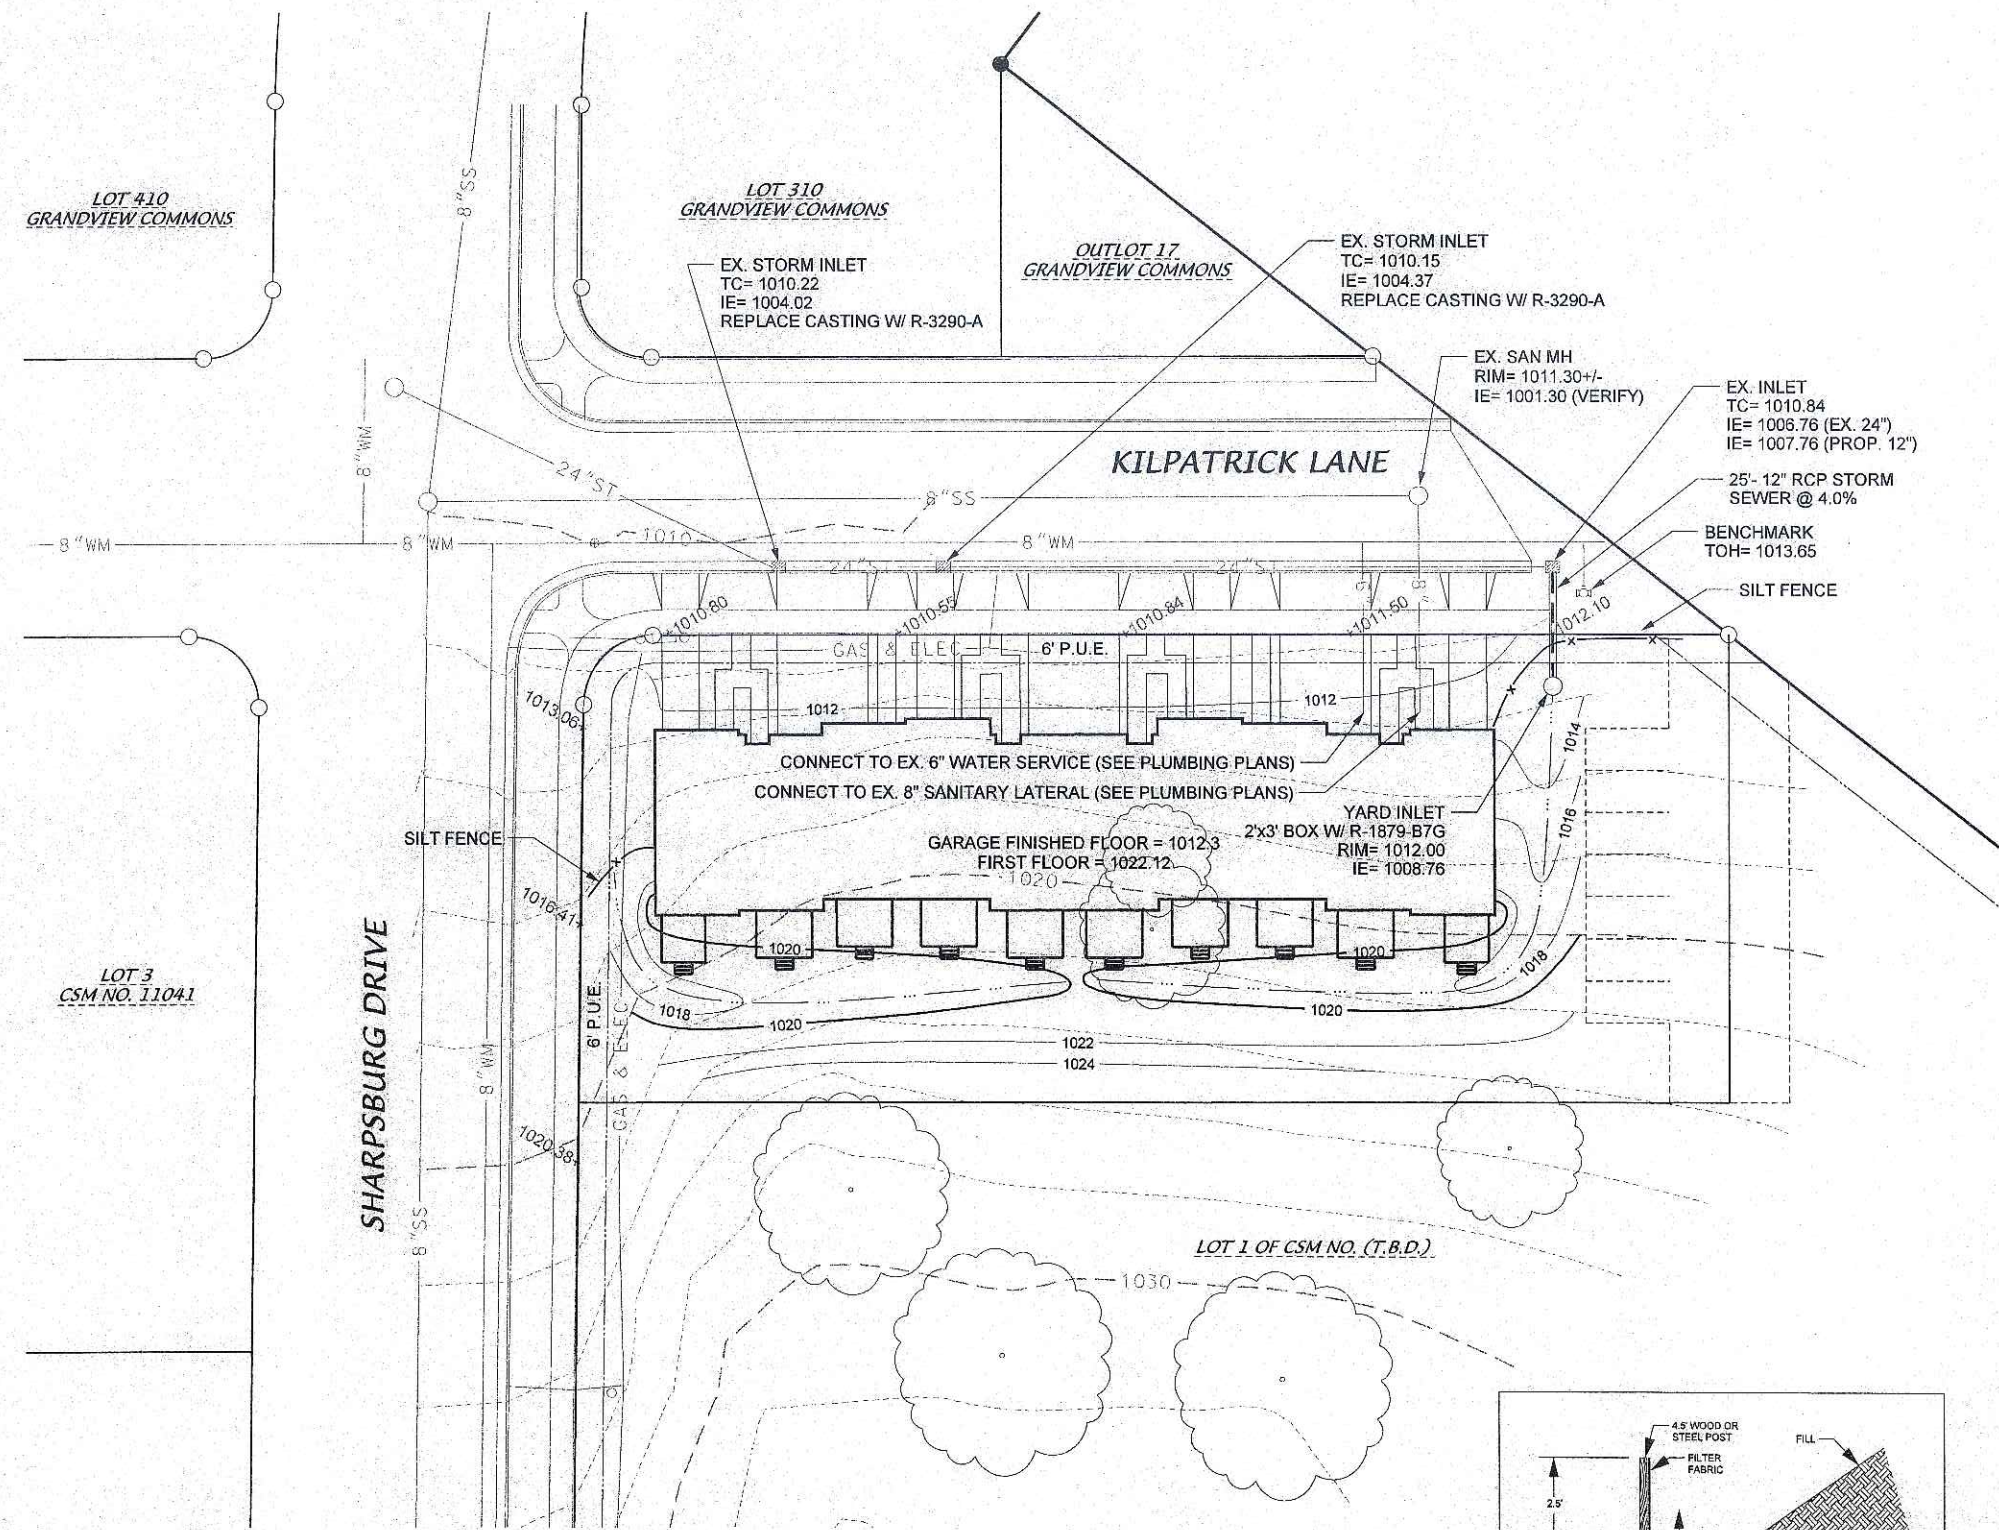 LOT 410
GRANDVIEW COMMONS
8"SS
LOT 310
GRANDVIEW COMMONS
OUTLOT 17
GRANDVIEW COMMONS
EX. STORM INLET
TC= 1010.22
IE= 1004.02
REPLACE CASTING W/ R-3290-A
EX. STORM INLET
TC= 1010.15
IE= 1004.37
REPLACE CASTING W/ R-3290-A
EX. SAN MH
RIM= 1011.30+/-
IE= 1001.30 (VERIFY)
EX. INLET
TC= 1010.84
IE= 1006.76 (EX. 24")
IE= 1007.76 (PROP. 12")
25'- 12" RCP STORM
SEWER @ 4.0%
BENCHMARK
TOH= 1013.65
SILT FENCE
KILPATRICK LANE
8"WM
24"ST
8"SS
1010
8"WM
8"WM
8"WM
24"ST
24"ST
1010.80
1010.55
1010.84
1011.50
1012.10
GAS & ELEC
6' P.U.E.
1013.06
1012
1012
1014
CONNECT TO EX. 6" WATER SERVICE (SEE PLUMBING PLANS)
CONNECT TO EX. 8" SANITARY LATERAL (SEE PLUMBING PLANS)
YARD INLET
2'x3' BOX W/ R-1879-B7G
RIM= 1012.00
IE= 1008.76
1016
SILT FENCE
GARAGE FINISHED FLOOR = 1012.3
FIRST FLOOR = 1022.12
1020
1016.41
1020
1020
1018
LOT 3
CSM NO. 11041
SHARPSBURG DRIVE
8"WM
6' P.U.E.
GAS & ELEC
1018
1020
1020
1022
1024
1020.38
8"SS
LOT 1 OF CSM NO. (T.B.D.)
1030
4.5' WOOD OR
STEEL POST
FILTER
FABRIC
FILL
2.5'